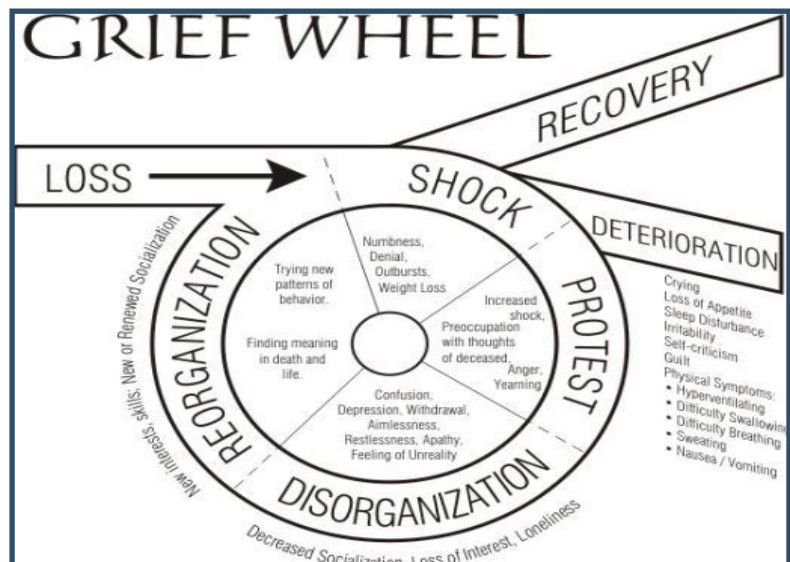 GRIEF WHEEL
RECOVERY
LOSS
SHOCK
DETERIORATION
PROTEST
DISORGANIZATION
REORGANIZATION
Numbness,
Denial,
Outbursts,
Weight Loss
Increased
shock,
Preoccupation
with thoughts
of deceased,
Anger,
Yearning
Confusion,
Depression, Withdrawal,
Aimlessness,
Restlessness, Apathy,
Feeling of Unreality
Trying new
patterns of
behavior.
Finding meaning
in death and
life.
Crying
Loss of Appetite
Sleep Disturbance
Irritability
Self-criticism
Guilt
Physical Symptoms:
• Hyperventilating
• Difficulty Swallowing
• Difficulty Breathing
• Sweating
• Nausea / Vomiting
Decreased Socialization, Loss of Interest, Loneliness
New interests, skills; New or Renewed Socialization